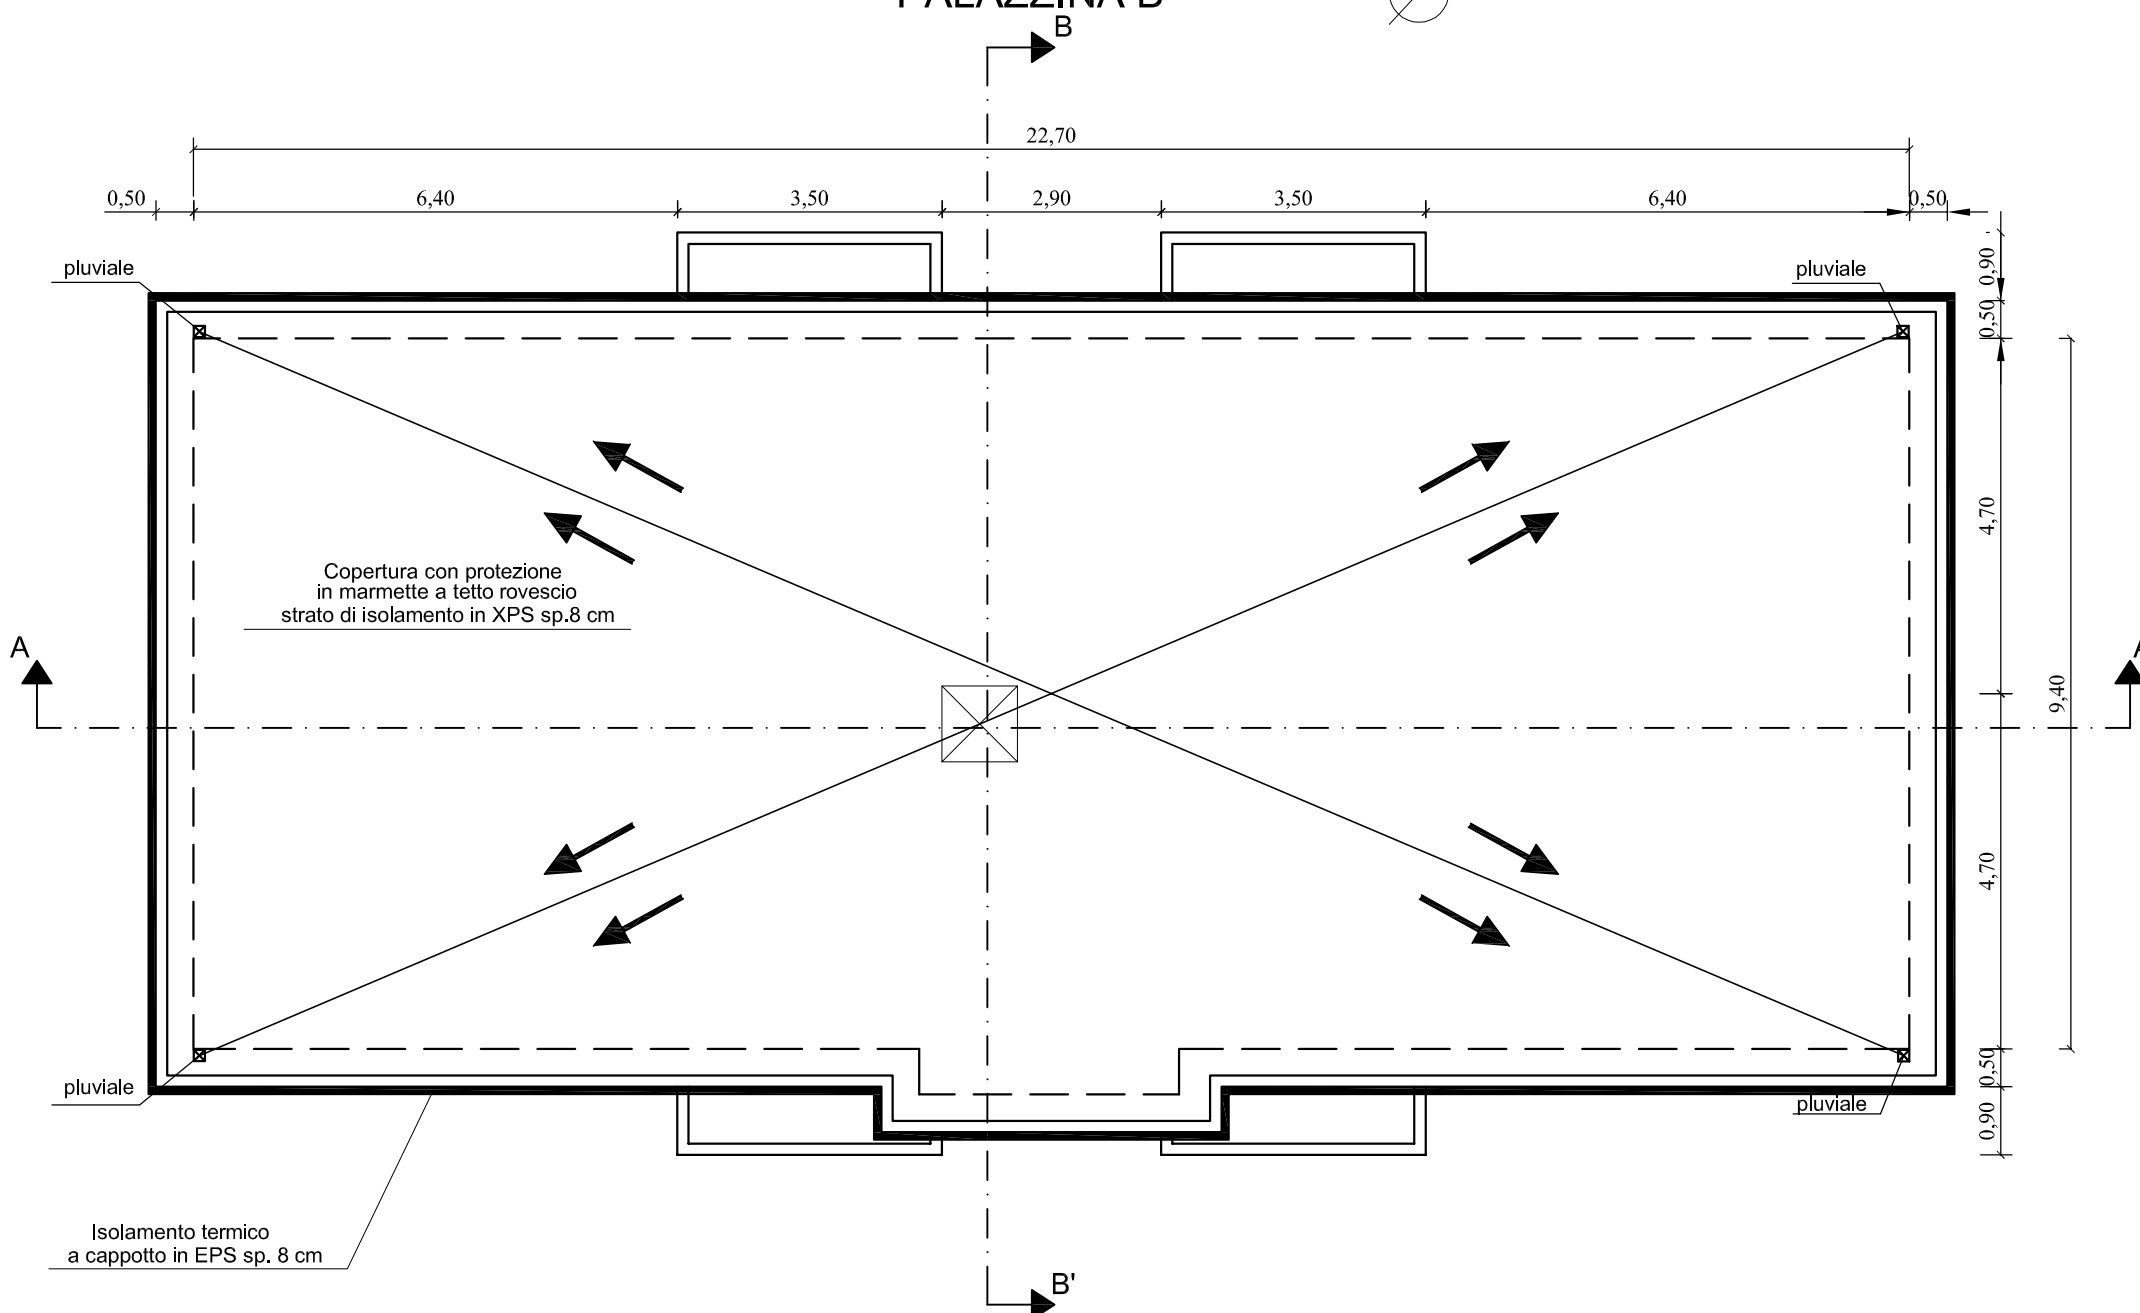 PALAZZINA B
B
22,70
0,50
6,40
3,50
2,90
3,50
6,40
0,50
pluviale
pluviale
0,90
0,50
4,70
Copertura con protezione
in marmette a tetto rovescio
strato di isolamento in XPS sp.8 cm
A
9,40
4,70
0,50
pluviale
pluviale
0,90
Isolamento termico
a cappotto in EPS sp. 8 cm
B'